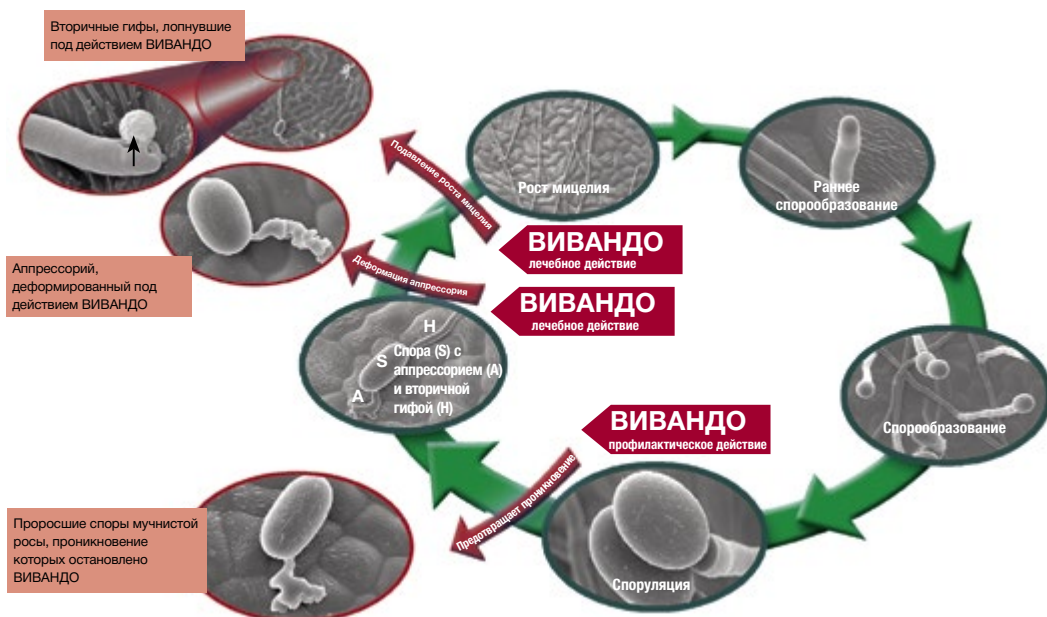 Вторичные гифы, лопнувшие
под действием ВИВАНДО
Подавление роста мицелия
Рост мицелия
Раннее
спорообразование
ВИВАНДО
лечебное действие
Аппрессорий,
деформированный под
действием ВИВАНДО
Деформация аппрессория
ВИВАНДО
лечебное действие
H
S
A
Спора (S) с
аппрессорием (A)
и вторичной
гифой (H)
Спорообразование
ВИВАНДО
профилактическое действие
Предотвращает проникновение
Проросшие споры мучнистой
росы, проникновение
которых остановлено
ВИВАНДО
Споруляция